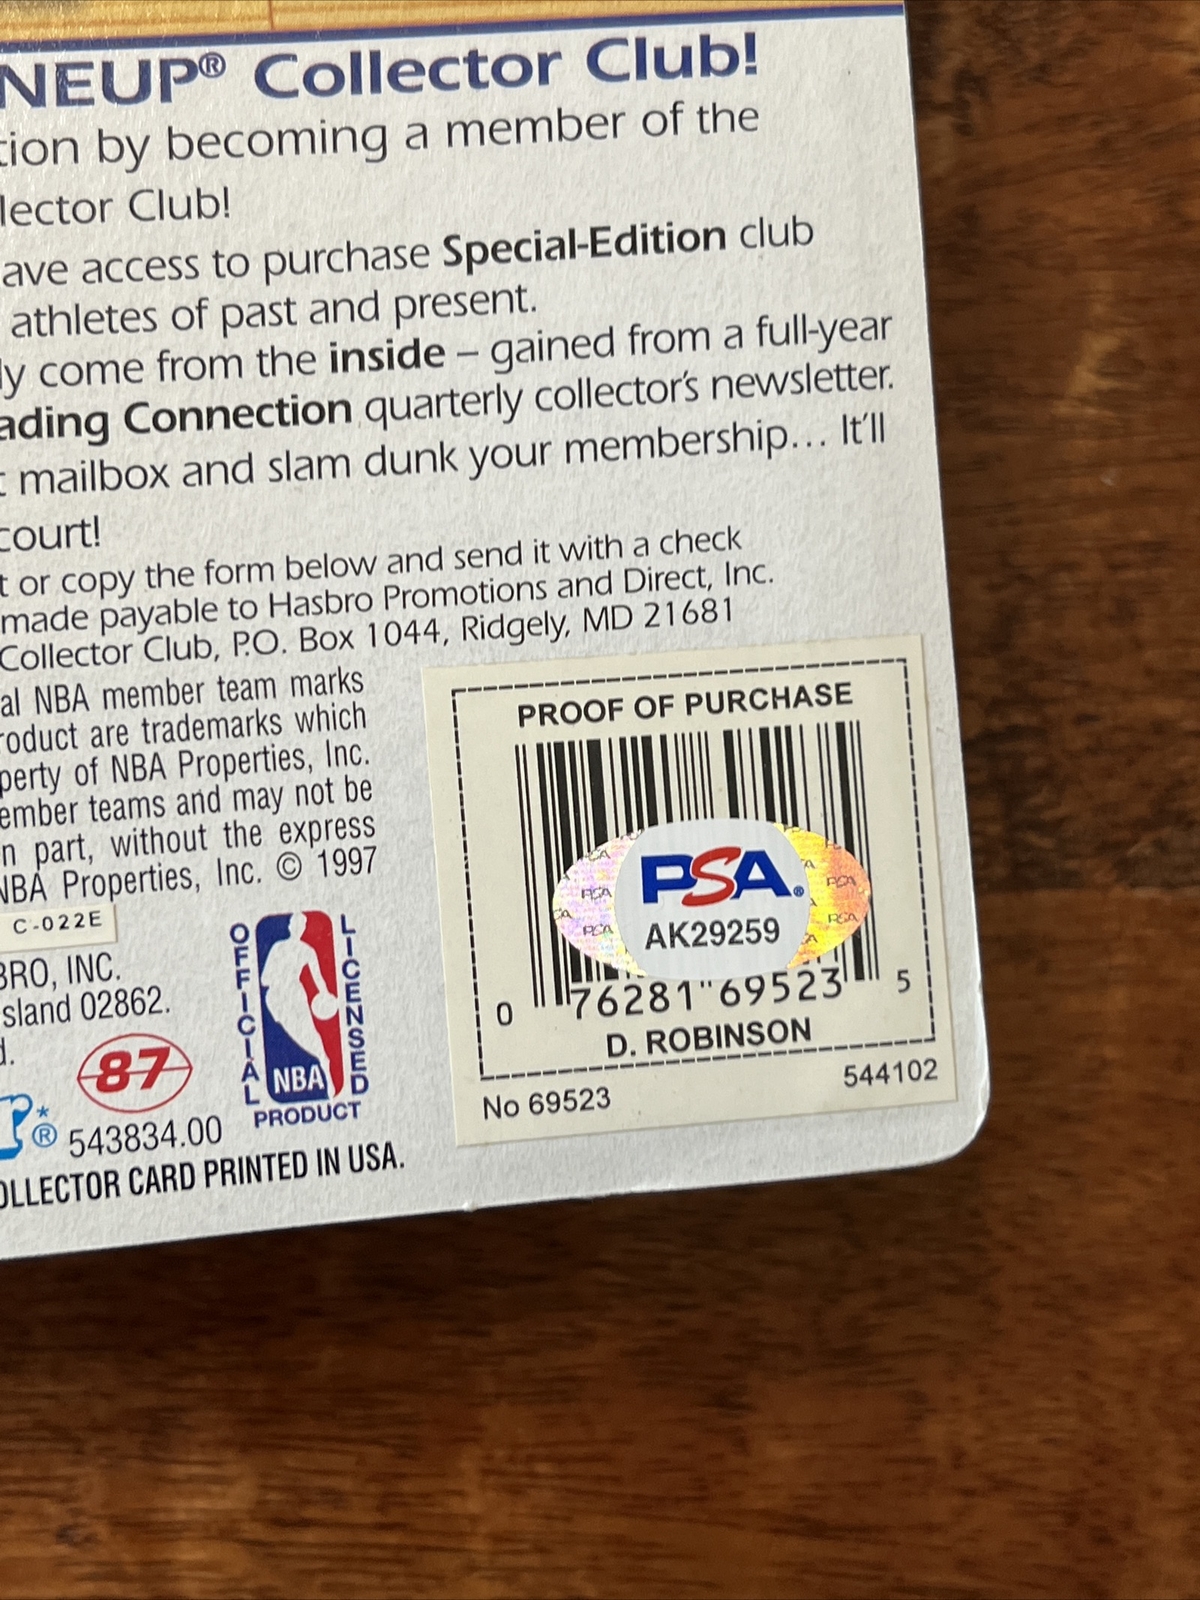 NEUP® Collector Club!
tion by becoming a member of the
lector Club!
ave access to purchase Special-Edition club
athletes of past and present.
ly come from the inside – gained from a full-year
ading Connection quarterly collector's newsletter.
t mailbox and slam dunk your membership... It'll
court!
t or copy the form below and send it with a check
made payable to Hasbro Promotions and Direct, Inc.
Collector Club, P.O. Box 1044, Ridgely, MD 21681
al NBA member team marks
roduct are trademarks which
perty of NBA Properties, Inc.
ember teams and may not be
n part, without the express
NBA Properties, Inc. © 1997
C-022E
BRO, INC.
sland 02862.
d.
87
® 543834.00
OLLECTOR CARD PRINTED IN USA.
OFFICIAL
LICENSED
NBA
PRODUCT
PROOF OF PURCHASE
PSA®
AK29259
0 76281 69523 5
D. ROBINSON
No 69523 544102